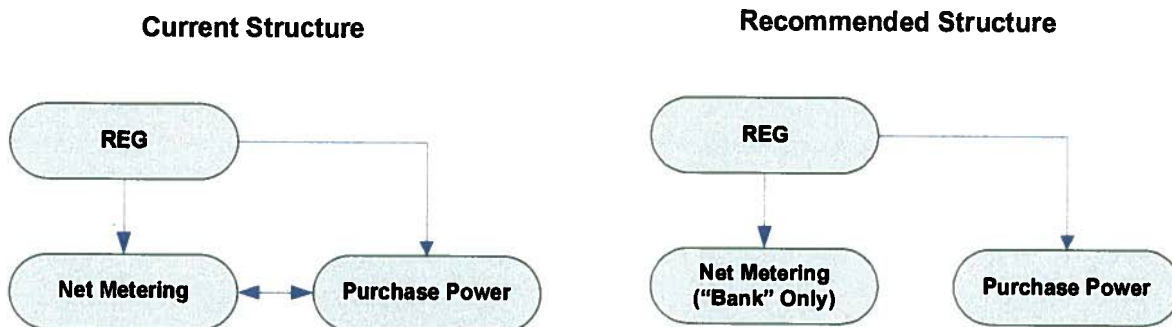 Current Structure
REG
Net Metering
Purchase Power
Recommended Structure
REG
Net Metering
(“Bank” Only)
Purchase Power